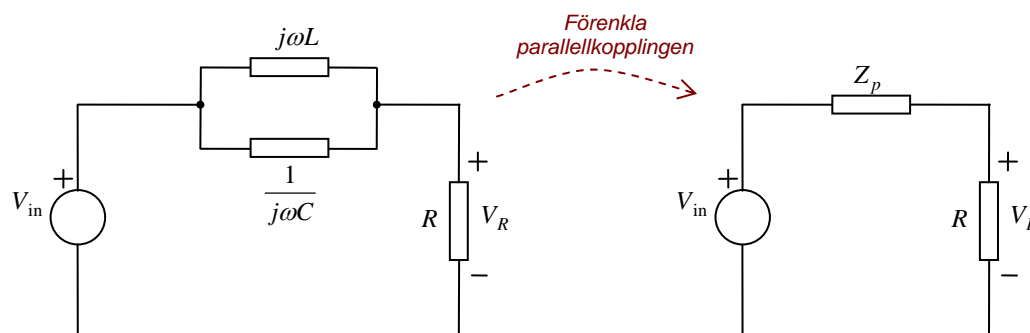 jωL
1
jωC
V_in
+
R
+
V_R
−
Förenkla
parallellkopplingen
Z_p
V_in
+
R
+
−